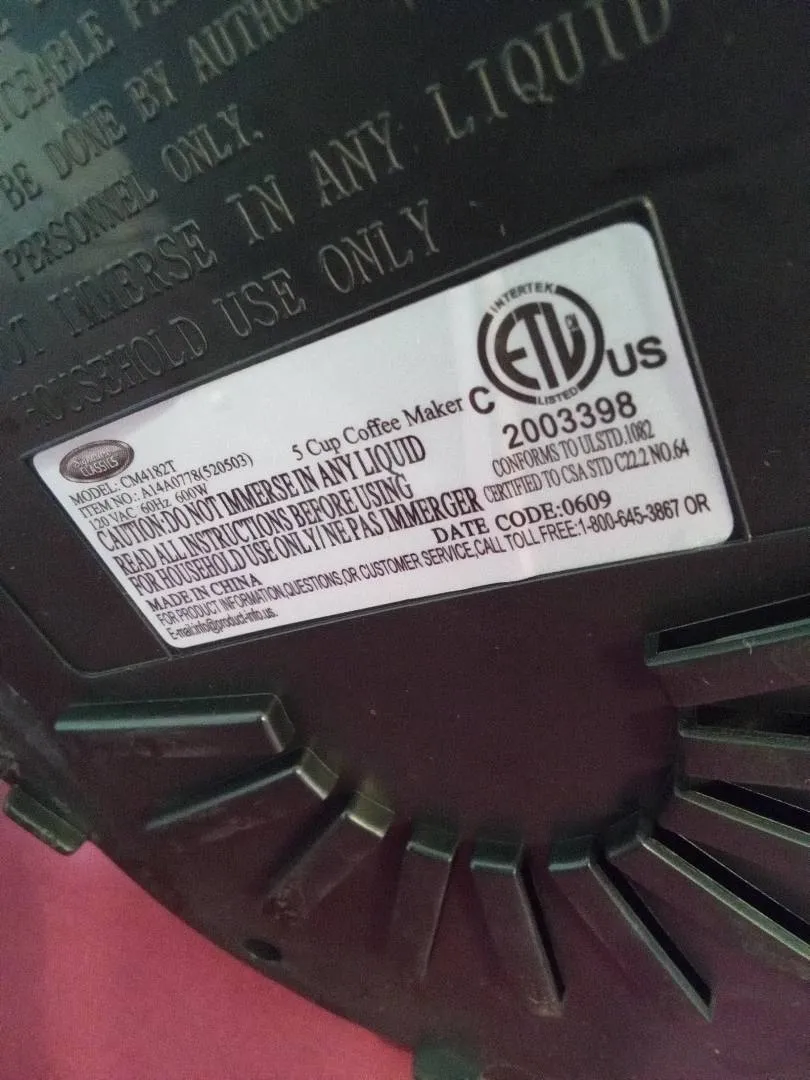 BE DONE BY
PERSONNEL ONLY.
IMMERSE IN ANY LIQUID
HOUSEHOLD USE ONLY
INTERTEK
ETL CM
LISTED
C US
2003398
CONFORMS TO ULSTD.1082
CERTIFIED TO CSA STD C22.2 NO.64
Signature
CLASSICS
5 Cup Coffee Maker
MODEL: CM4182T
ITEM NO.: A14A0778(520503)
120 VAC 60Hz 600W
CAUTION-DO NOT IMMERSE IN ANY LIQUID
READ ALL INSTRUCTIONS BEFORE USING
FOR HOUSEHOLD USE ONLY/NE PAS IMMERGER
MADE IN CHINA
DATE CODE:0609
FOR PRODUCT INFORMATION,QUESTIONS,OR CUSTOMER SERVICE,CALL TOLL FREE:1-800-645-3867 OR
E-mail:info@product-info.us.